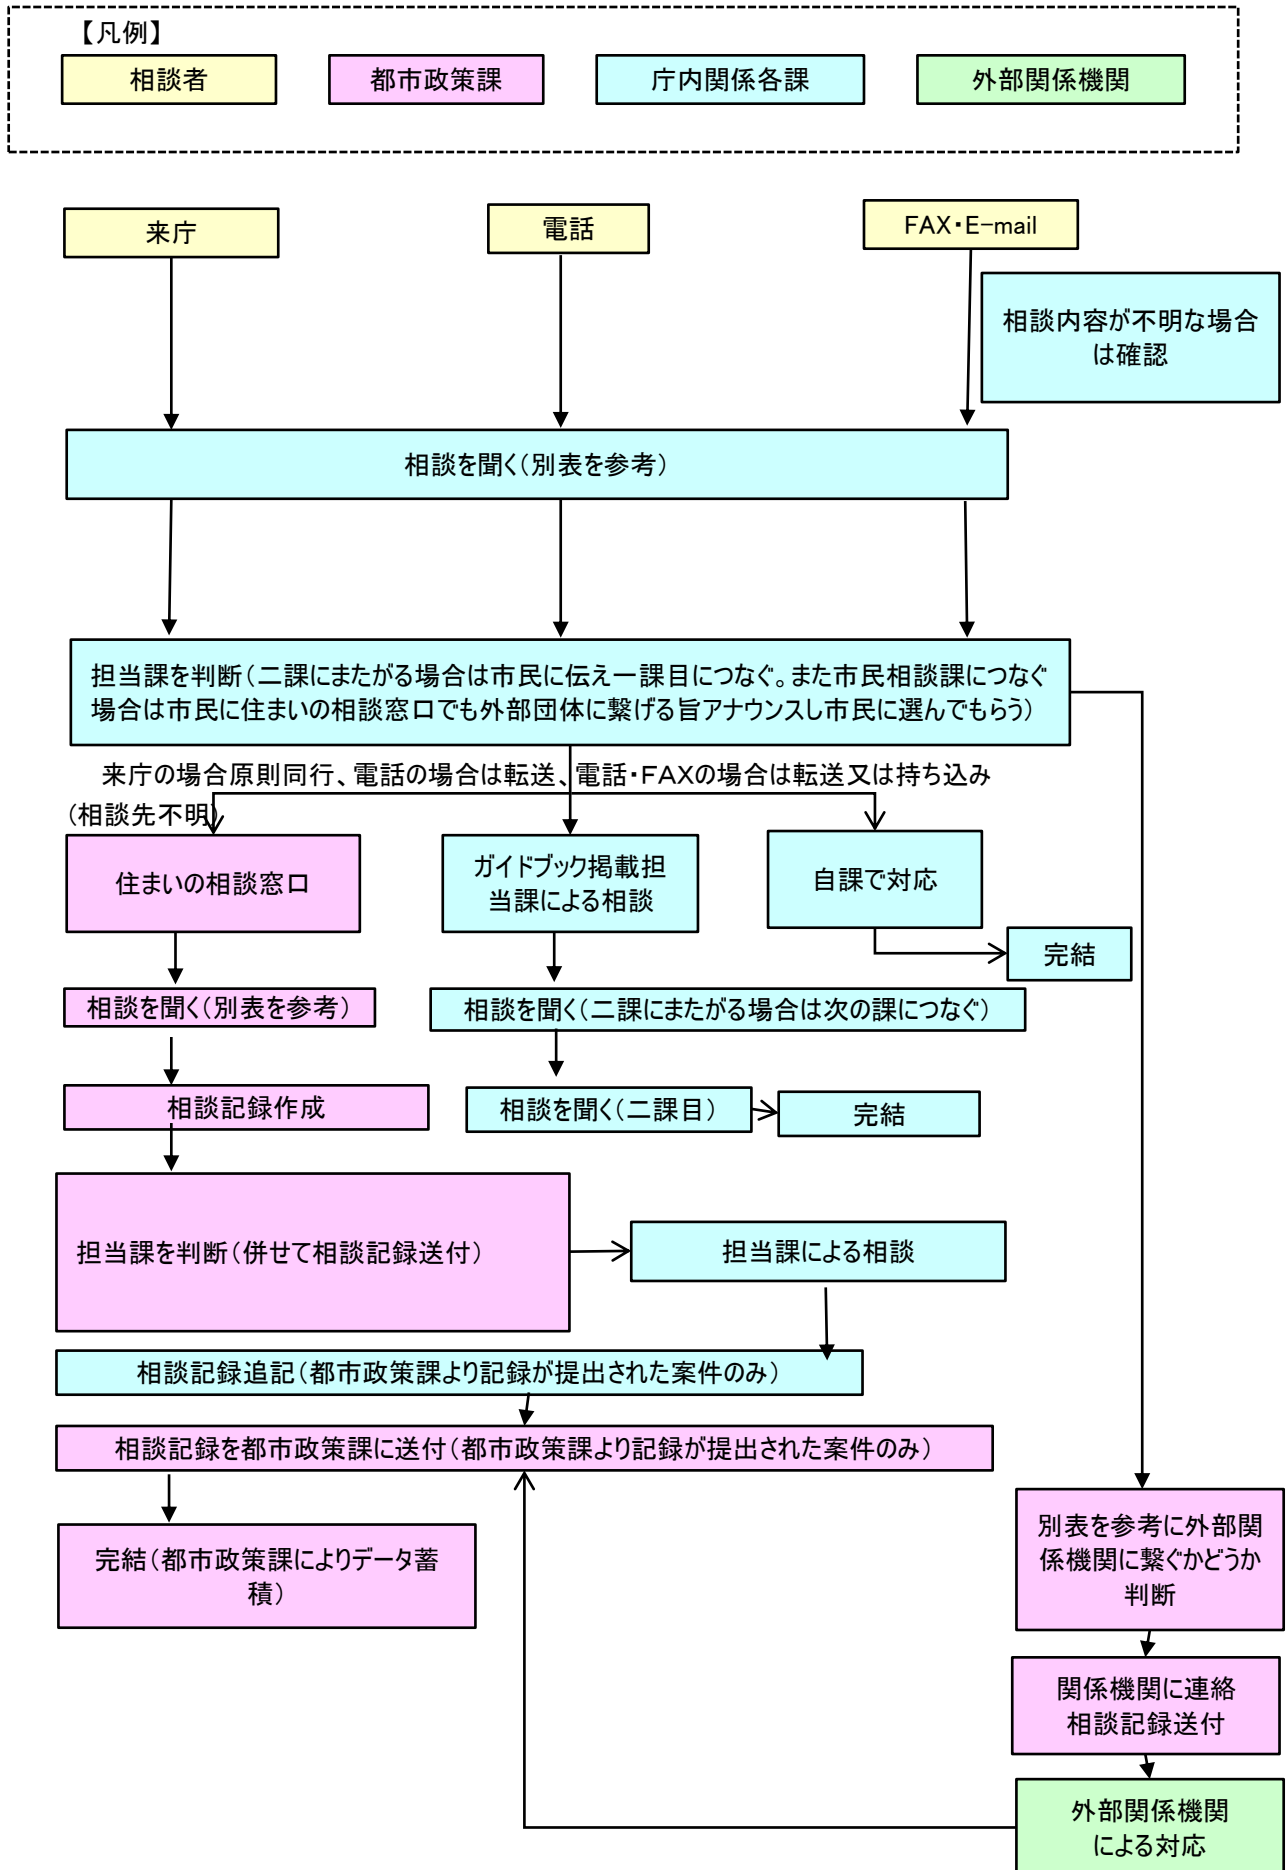 【凡例】
相談者
都市政策課
庁内関係各課
外部関係機関
来庁
電話
FAX・E-mail
相談内容が不明な場合
は確認
相談を聞く（別表を参考）
担当課を判断（二課にまたがる場合は市民に伝え一課目につなぐ。また市民相談課につなぐ
場合は市民に住まいの相談窓口でも外部団体に繋げる旨アナウンスし市民に選んでもらう）
来庁の場合原則同行、電話の場合は転送、電話・FAXの場合は転送又は持ち込み
（相談先不明）
住まいの相談窓口
ガイドブック掲載担
当課による相談
自課で対応
完結
相談を聞く（別表を参考）
相談を聞く（二課にまたがる場合は次の課につなぐ）
相談記録作成
相談を聞く（二課目）
完結
担当課を判断（併せて相談記録送付）
担当課による相談
相談記録追記（都市政策課より記録が提出された案件のみ）
相談記録を都市政策課に送付（都市政策課より記録が提出された案件のみ）
完結（都市政策課によりデータ蓄
積）
別表を参考に外部関
係機関に繋ぐかどうか
判断
関係機関に連絡
相談記録送付
外部関係機関
による対応